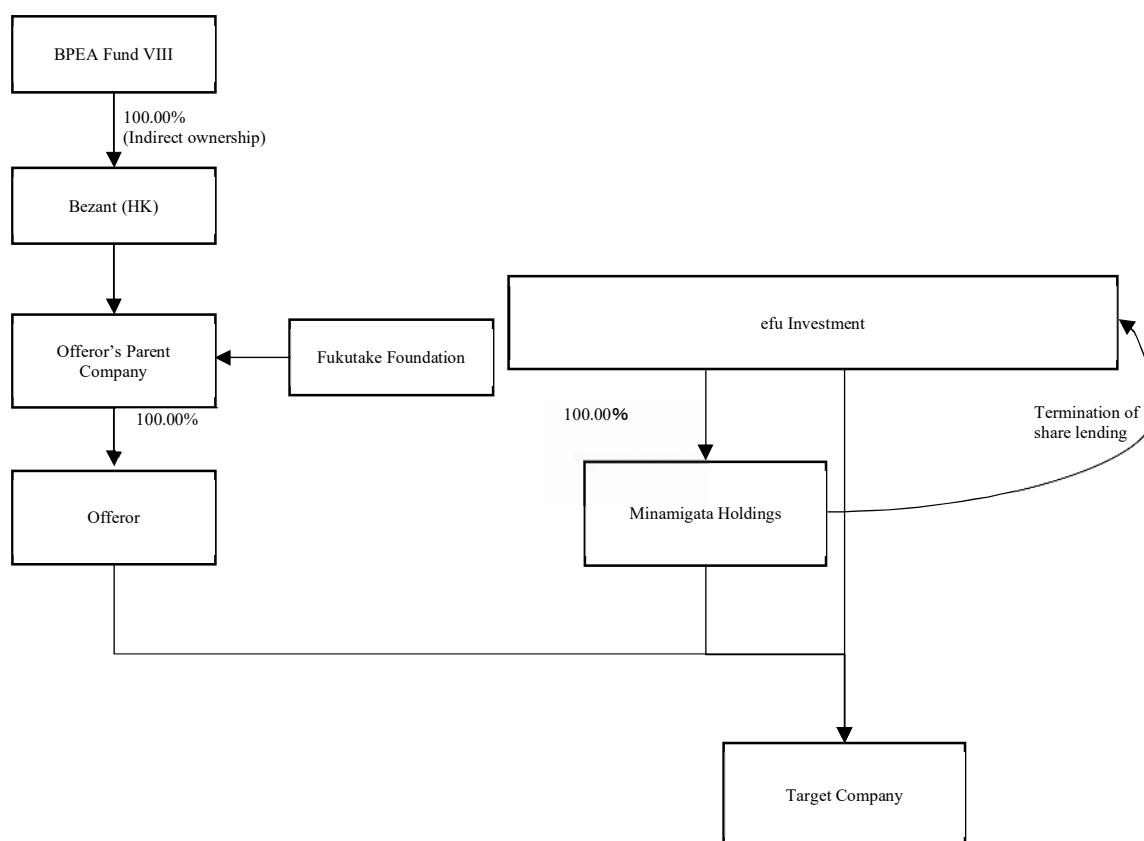 BPEA Fund VIII
100.00%
(Indirect ownership)
Bezant (HK)
Offeror’s Parent
Company
Fukutake Foundation
efu Investment
100.00%
100.00%
Termination of
share lending
Offeror
Minamigata Holdings
Target Company